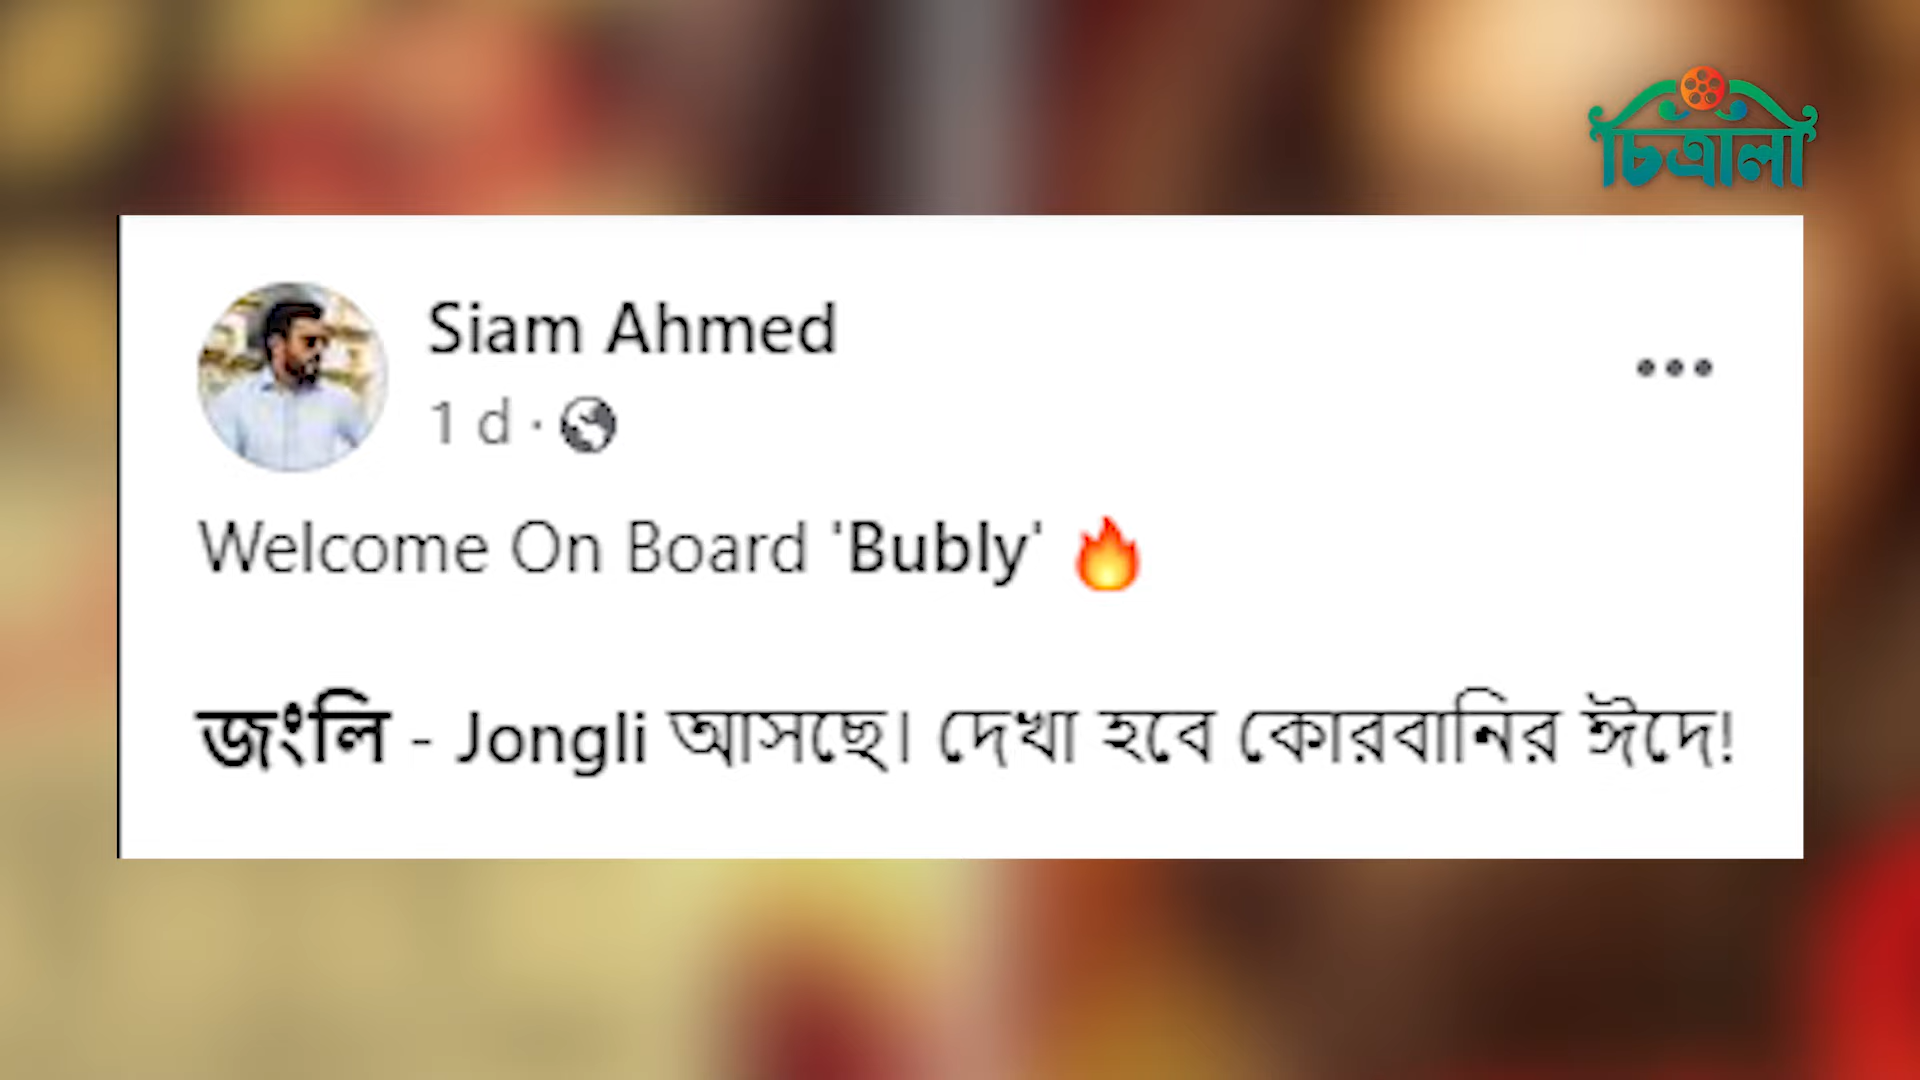 চিত্রালী
Siam Ahmed
1 d ·
Welcome On Board 'Bubly' 🔥
জংলি - Jongli আসছে। দেখা হবে কোরবানির ঈদে!